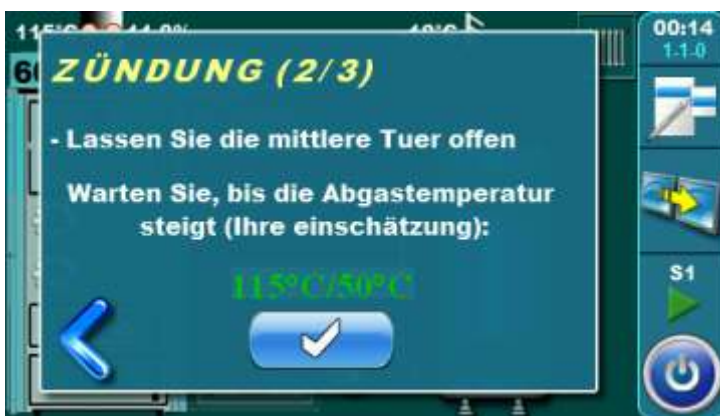 00:14
1-1-0
ZÜNDUNG (2/3)
- Lassen Sie die mittlere Tuer offen
Warten Sie, bis die Abgastemperatur
steigt (Ihre einschätzung):
115°C/50°C
S1